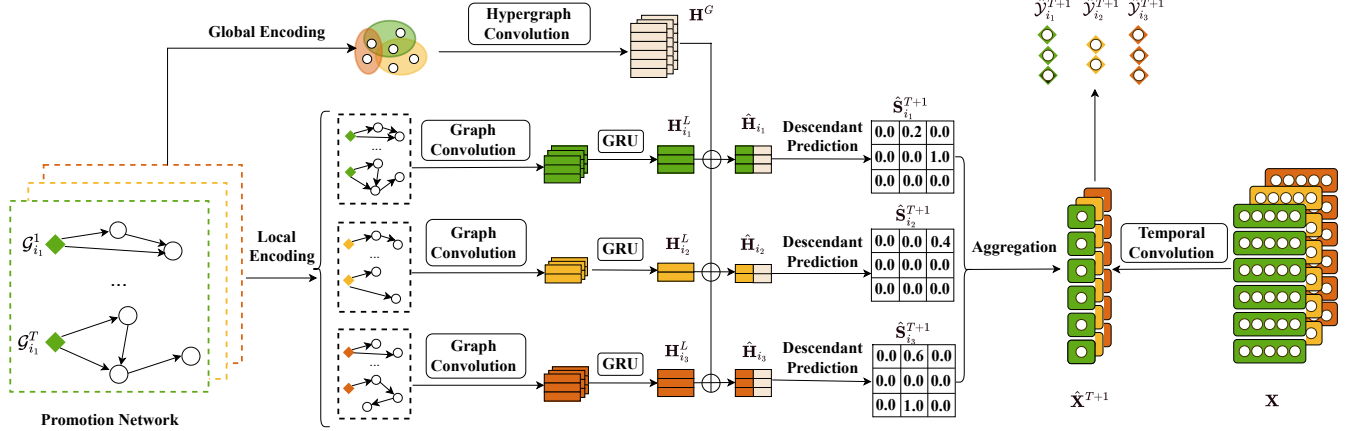 Global Encoding
Hypergraph
Convolution
𝐇^G
𝒢_{i_1}^1
...
𝒢_{i_1}^T
Promotion Network
Local
Encoding
...
Graph
Convolution
GRU
𝐇_{i_1}^L
Ĥ_{i_1}
Descendant
Prediction
Ŝ_{i_1}^{T+1}
0.0 0.2 0.0
0.0 0.0 1.0
0.0 0.0 0.0
...
Graph
Convolution
GRU
𝐇_{i_2}^L
Ĥ_{i_2}
Descendant
Prediction
Ŝ_{i_2}^{T+1}
0.0 0.0 0.4
0.0 0.0 0.0
0.0 0.0 0.0
...
Graph
Convolution
GRU
𝐇_{i_3}^L
Ĥ_{i_3}
Descendant
Prediction
Ŝ_{i_3}^{T+1}
0.0 0.6 0.0
0.0 0.0 0.0
0.0 1.0 0.0
Aggregation
ŷ_{i_1}^{T+1} ŷ_{i_2}^{T+1} ŷ_{i_3}^{T+1}
Temporal
Convolution
X̂^{T+1}
𝐗